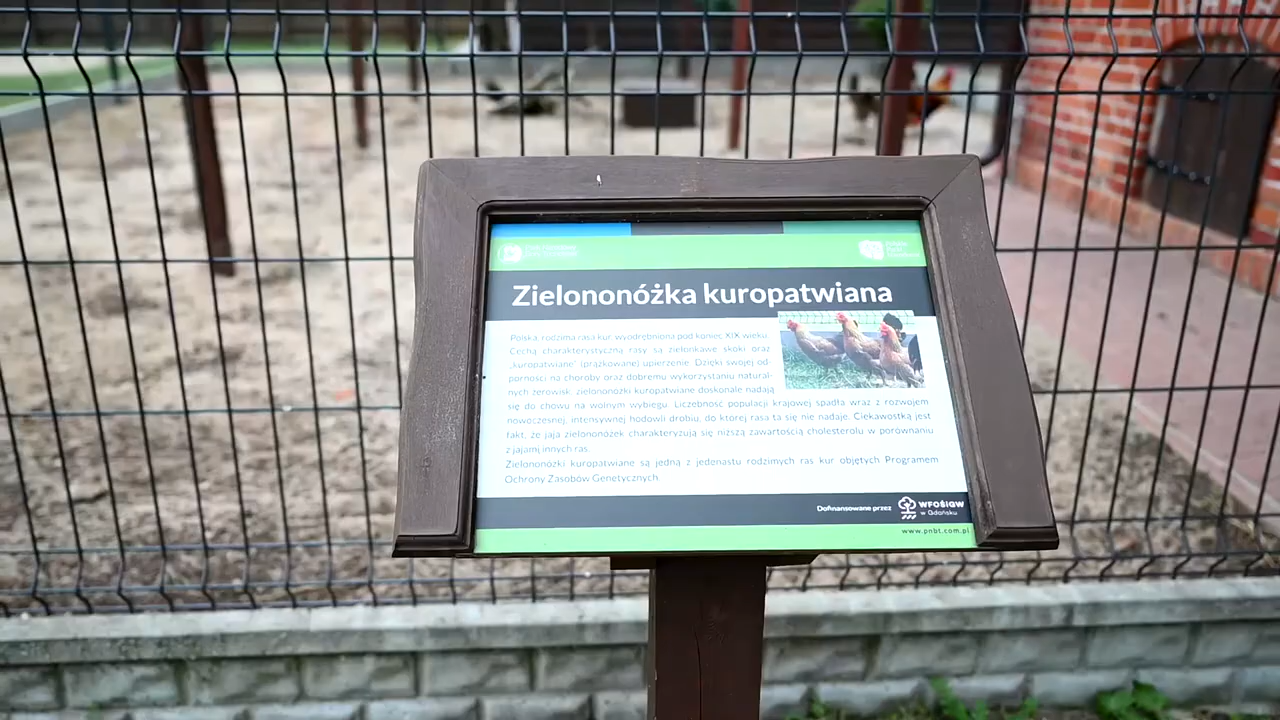 Zielononóżka kuropatwiana
Polska, rodzima rasa kur, wyodrębniona pod koniec XIX wieku.
Cechą charakterystyczną rasy są zielonkawe skoki oraz
„kuropatwiane" (prążkowane) upierzenie. Dzięki swojej od-
porności na choroby oraz dobremu wykorzystaniu natural-
nych żerowisk, zielononóżki kuropatwiane doskonale nadają
się do chowu na wolnym wybiegu. Liczebność populacji krajowej spadła wraz z rozwojem
nowoczesnej, intensywnej hodowli drobiu, do której rasa ta się nie nadaje. Ciekawostką jest
fakt, że jaja zielononóżek charakteryzują się niższą zawartością cholesterolu w porównaniu
z jajami innych ras.
Zielononóżki kuropatwiane są jedną z jedenastu rodzimych ras kur objętych Programem
Ochrony Zasobów Genetycznych.
Dofinansowane przez
WFOŚiGW
w Gdańsku
www.pnbt.com.pl